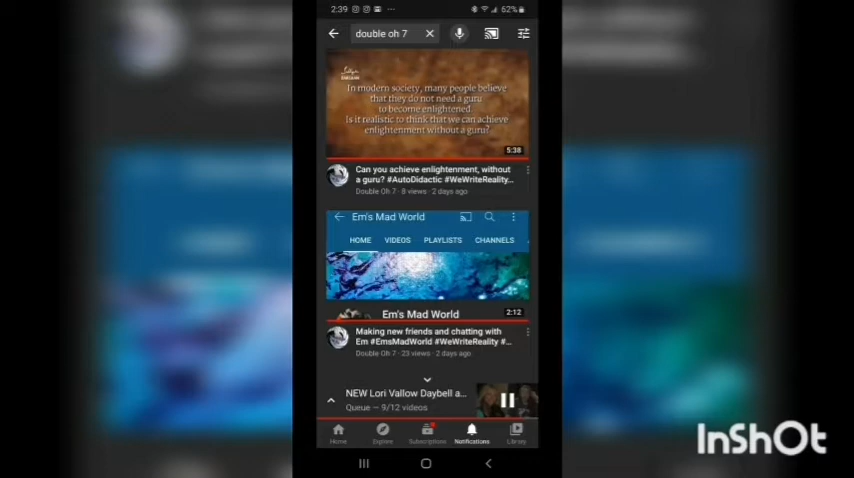 2:39 62%
double oh 7
In modern society, many people believe
that they do not need a guru
to become enlightened.
Is it realistic to think that we can achieve
enlightenment without a guru?
5:38
Can you achieve enlightenment, without
a guru? #AutoDidactic #WeWriteReality...
Double Oh 7 · 8 views · 2 days ago
Em's Mad World
HOME VIDEOS PLAYLISTS CHANNELS
Em's Mad World
2:12
Making new friends and chatting with
Em #EmsMadWorld #WeWriteReality #...
Double Oh 7 · 23 views · 2 days ago
NEW Lori Vallow Daybell a...
Queue — 9/12 videos
Home Explore Subscriptions Notifications Library
InShOt